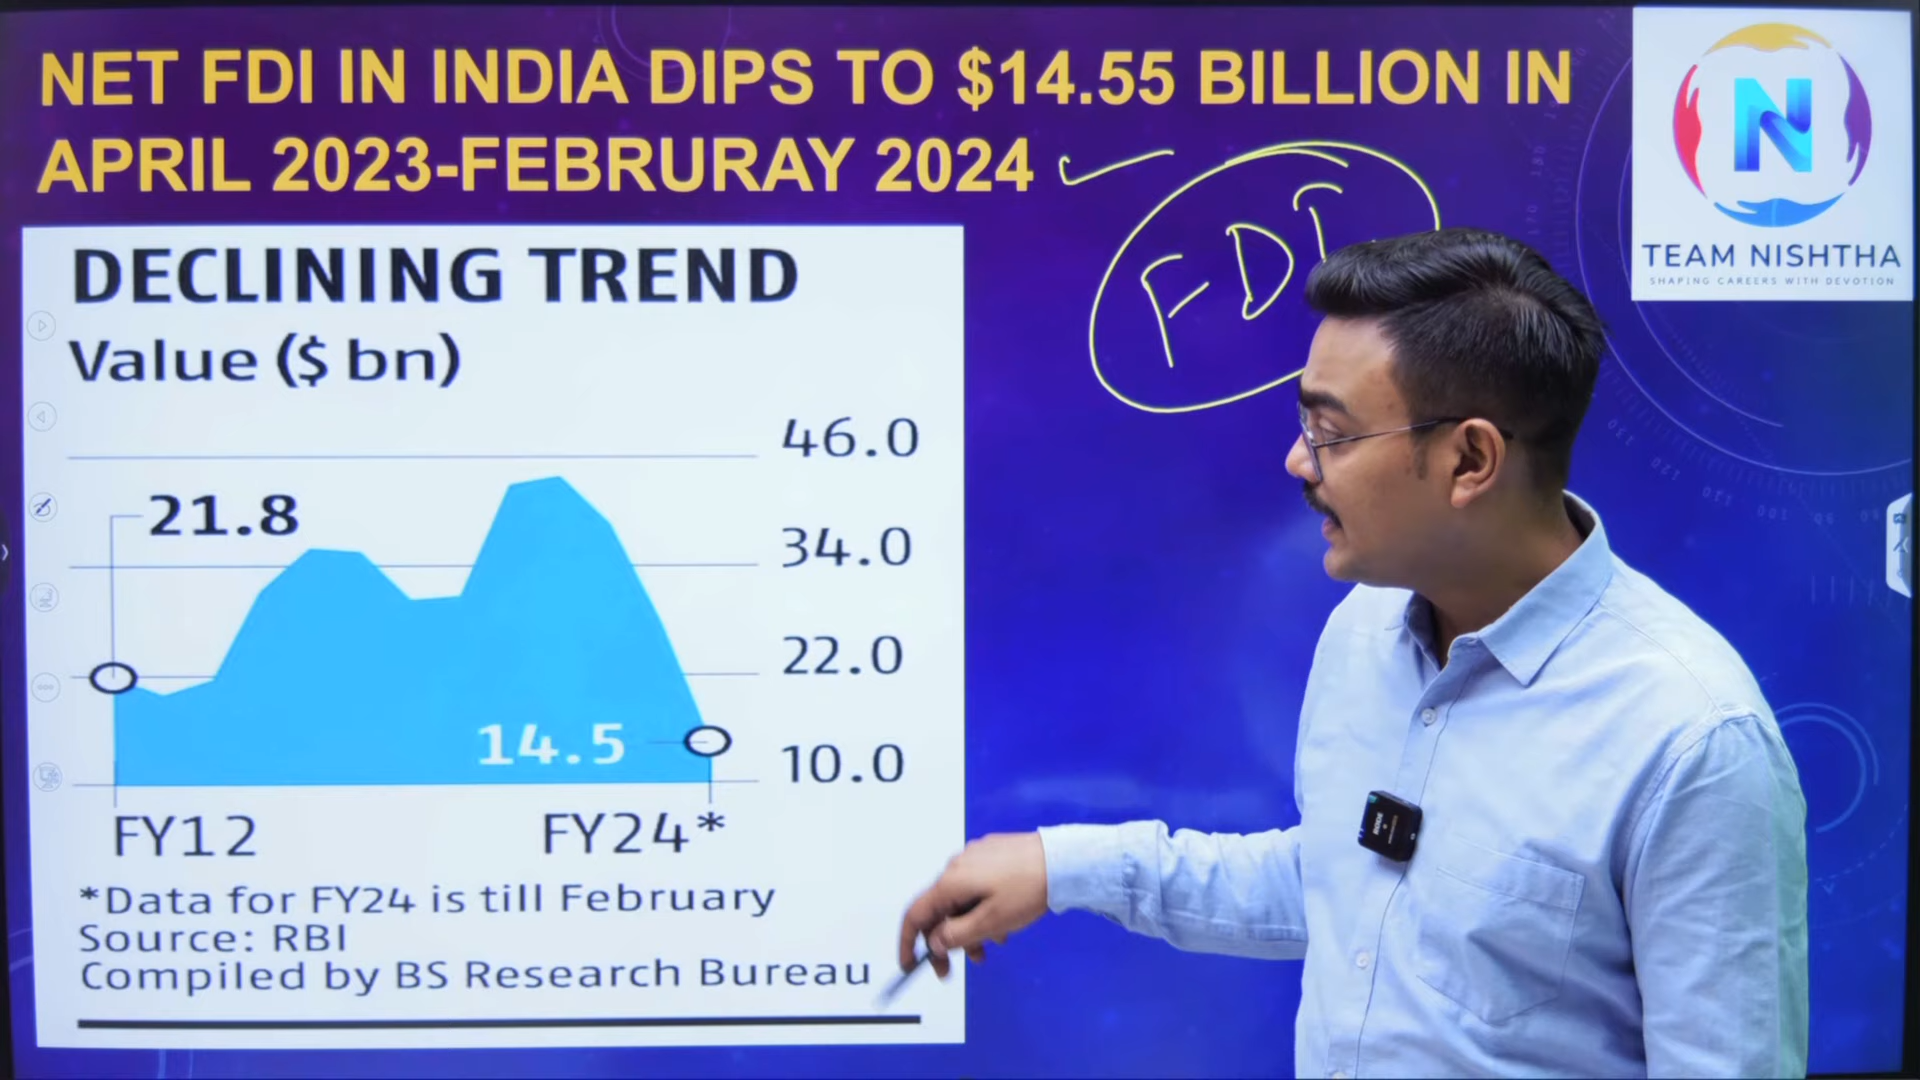 NET FDI IN INDIA DIPS TO $14.55 BILLION IN
APRIL 2023-FEBRURAY 2024
FDI
N
TEAM NISHTHA
SHAPING CAREERS WITH DEVOTION
DECLINING TREND
Value ($ bn)
46.0
21.8
34.0
22.0
14.5
10.0
FY12
FY24*
*Data for FY24 is till February
Source: RBI
Compiled by BS Research Bureau